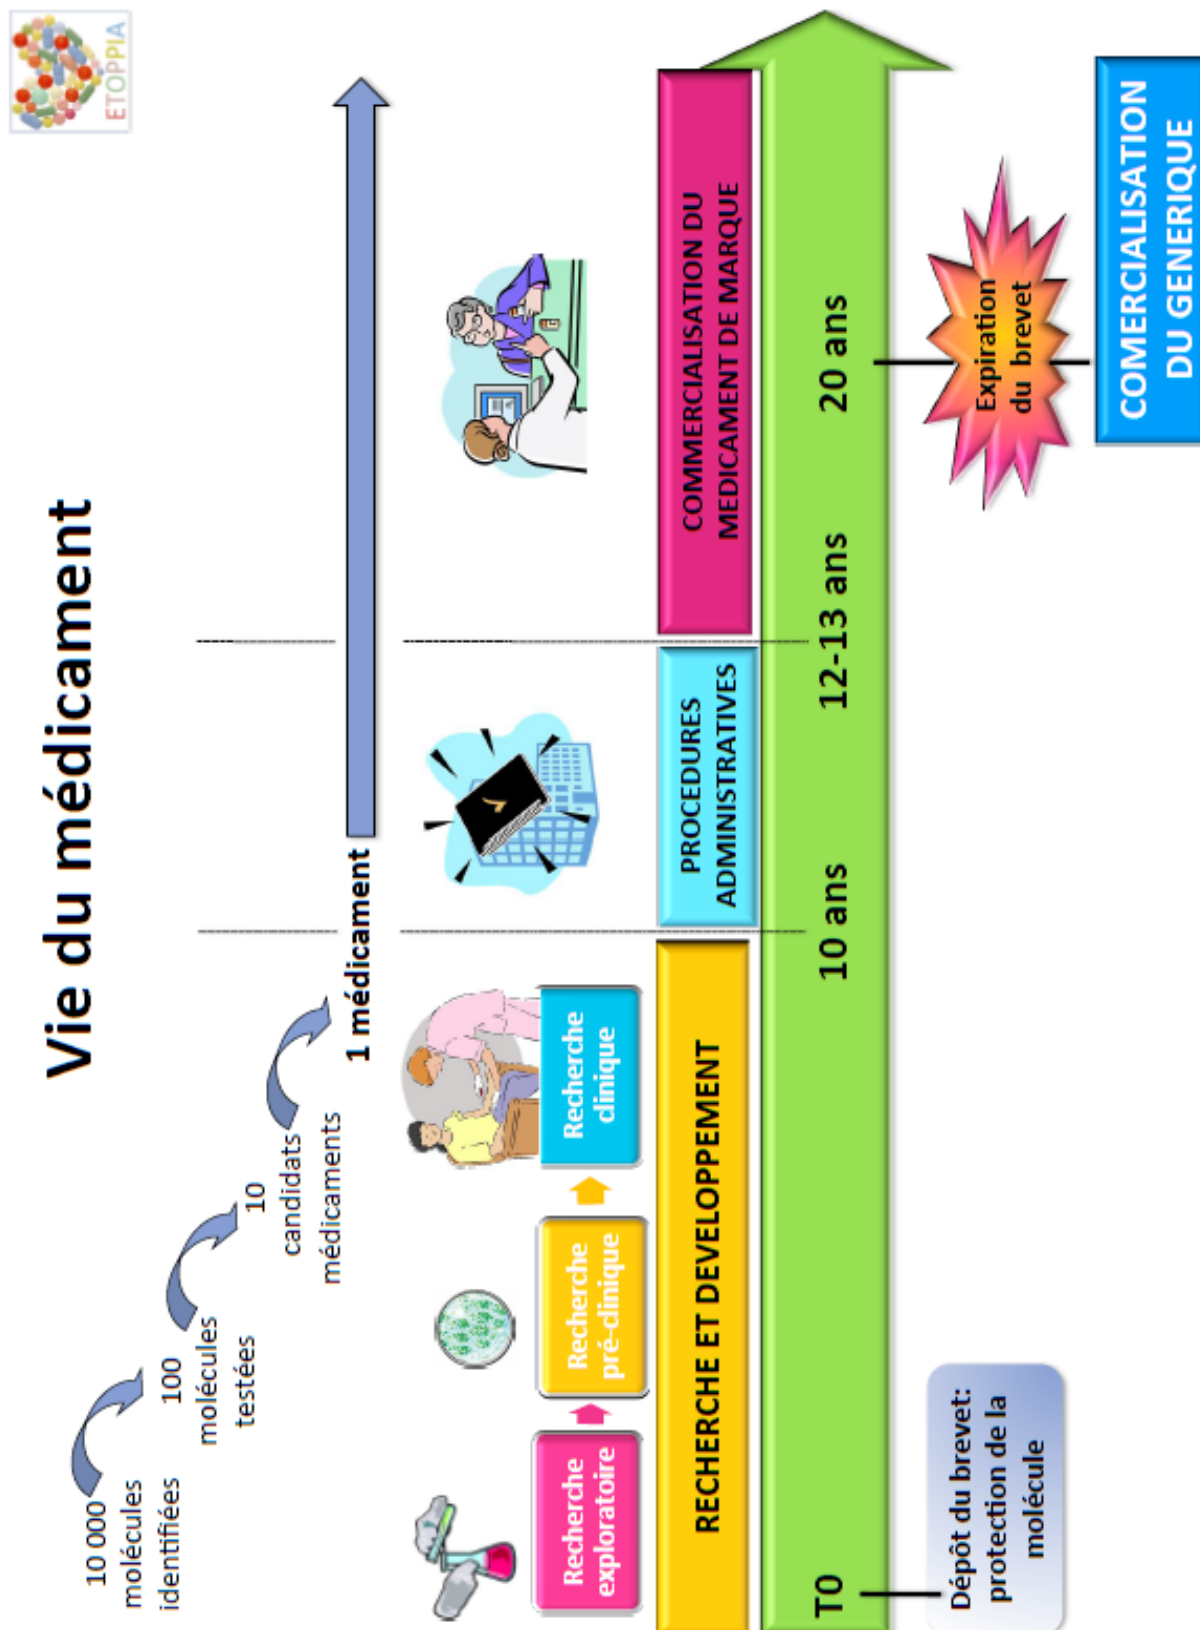 ETOPPIA
Vie du médicament
10 000
molécules
identifiées
100
molécules
testées
10
candidats
médicaments
1 médicament
Recherche
exploratoire
Recherche
pré-clinique
Recherche
clinique
RECHERCHE ET DEVELOPPEMENT
PROCEDURES
ADMINISTRATIVES
COMMERCIALISATION DU
MEDICAMENT DE MARQUE
T0
10 ans
12-13 ans
20 ans
Dépôt du brevet:
protection de la
molécule
Expiration
du brevet
COMERCIALISATION
DU GENERIQUE